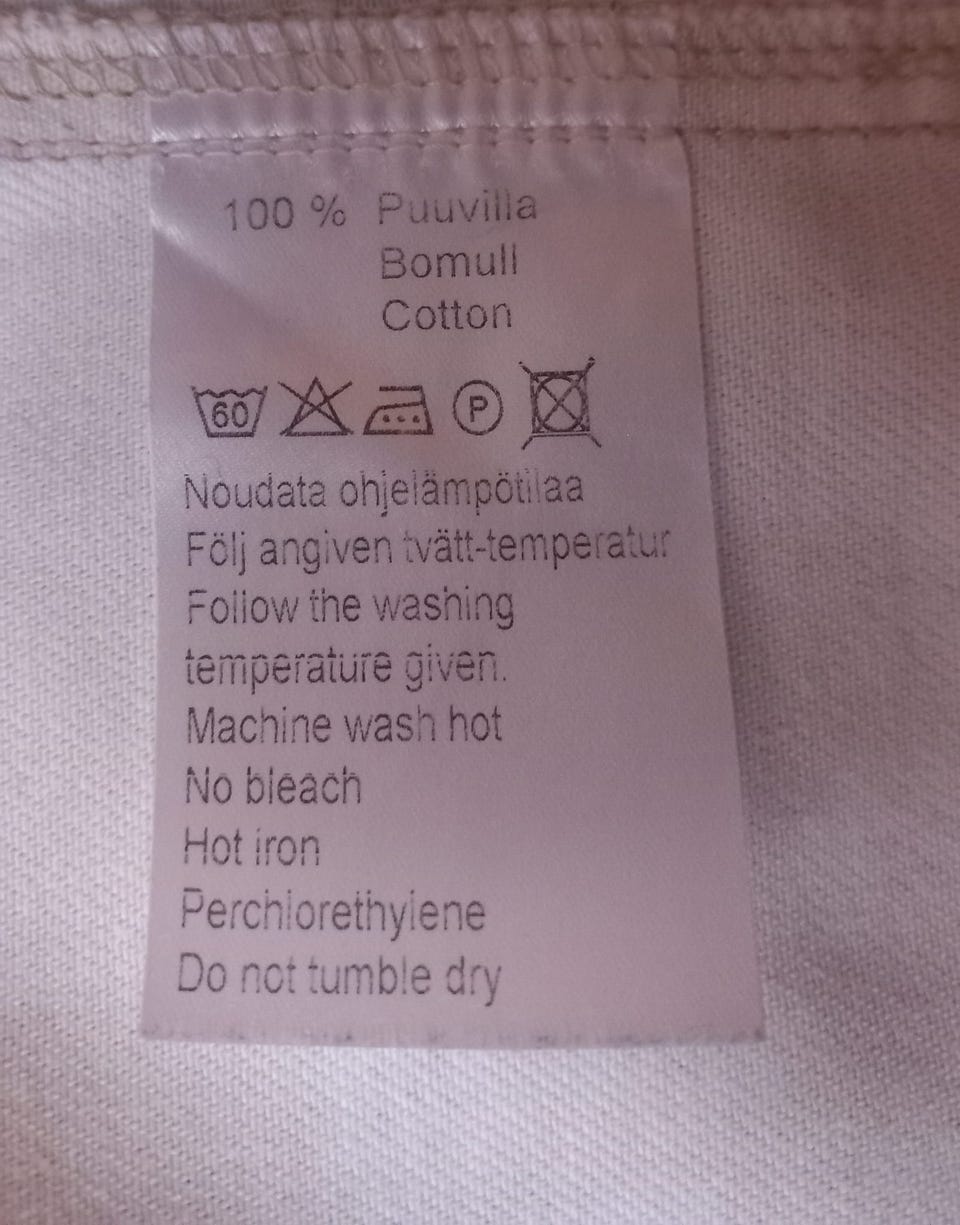 100 % Puuvilla
Bomull
Cotton
60 P
Noudata ohjelämpötilaa
Följ angiven tvätt-temperatur
Follow the washing
temperature given.
Machine wash hot
No bleach
Hot iron
Perchlorethylene
Do not tumble dry